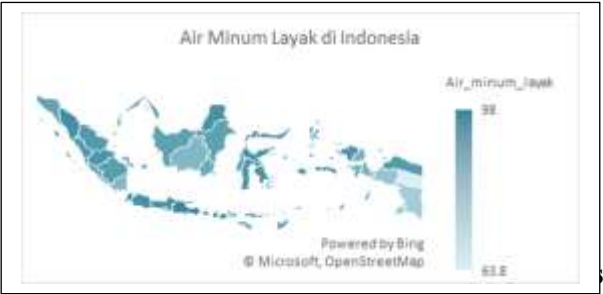 Air Minum Layak di Indonesia
Air_minum_layak
98
Powered by Bing
© Microsoft, OpenStreetMap
63.8
s